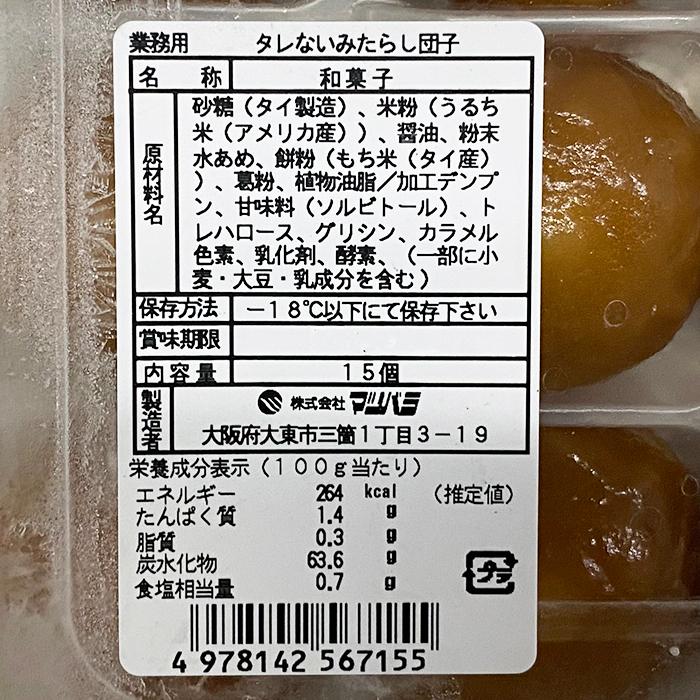 業務用 タレないみたらし団子
名 称 和菓子
原材料名
砂糖（タイ製造）、米粉（うるち
米（アメリカ産））、醤油、粉末
水あめ、餅粉（もち米（タイ産）
）、葛粉、植物油脂／加工デンプ
ン、甘味料（ソルビトール）、ト
レハロース、グリシン、カラメル
色素、乳化剤、酵素、（一部に小
麦・大豆・乳成分を含む）
保存方法 －１８℃以下にて保存下さい
賞味期限
内容量 １５個
製造者
株式会社 マツバラ
大阪府大東市三箇１丁目３－１９
栄養成分表示（１００ｇ当たり）
エネルギー 264 kcal （推定値）
たんぱく質 1.4 g
脂質 0.3 g
炭水化物 63.6 g
食塩相当量 0.7 g
プラ
4 978142 567155